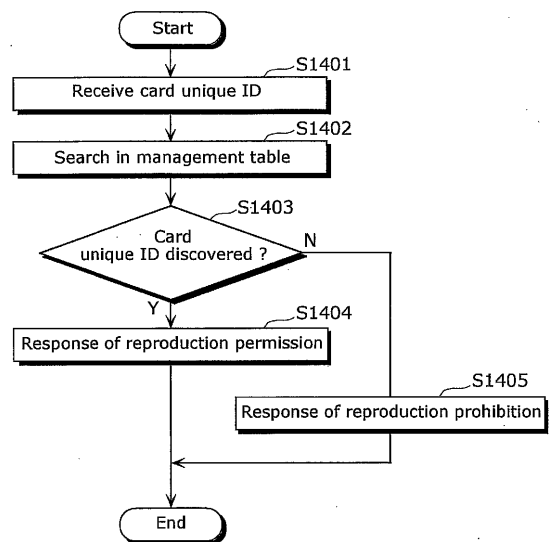 Start
S1401
Receive card unique ID
S1402
Search in management table
S1403
Card
unique ID discovered ?
N
Y
S1404
Response of reproduction permission
S1405
Response of reproduction prohibition
End